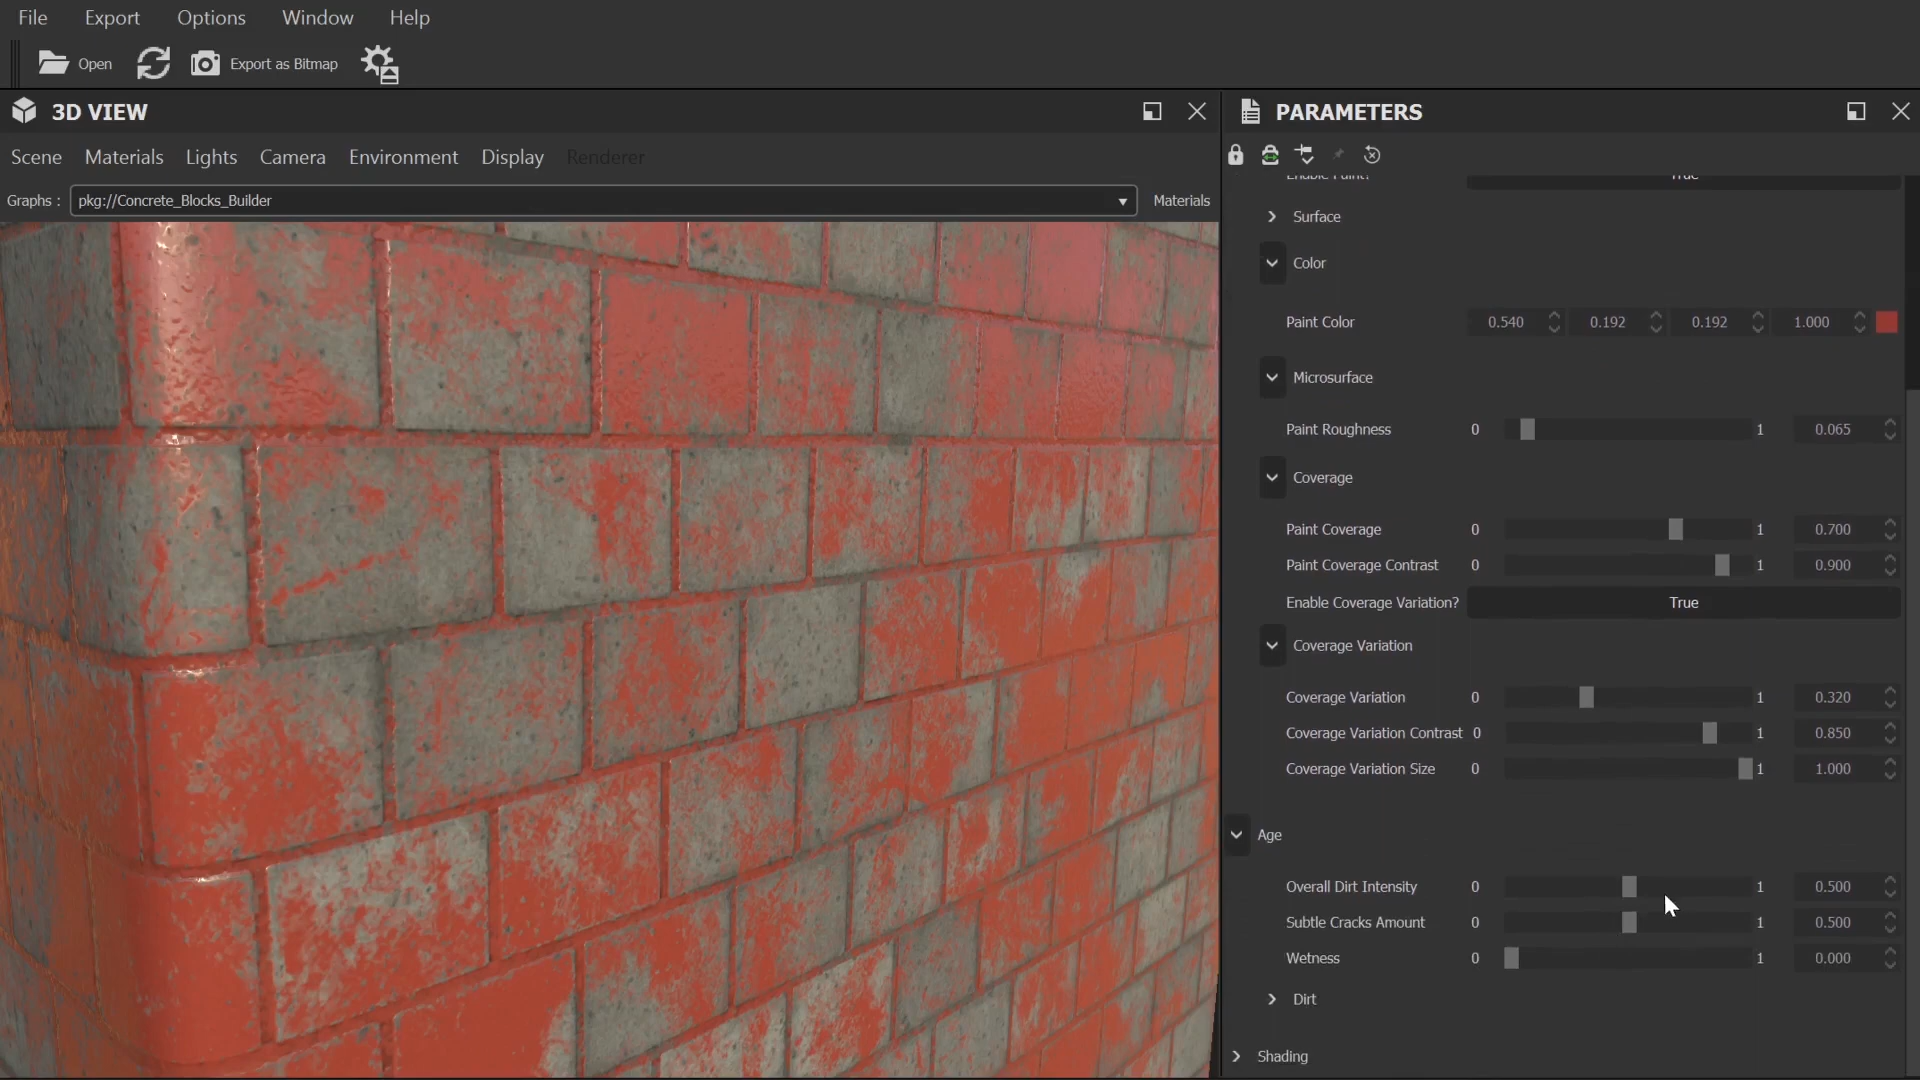 File Export Options Window Help
Open Export as Bitmap
3D VIEW
Scene Materials Lights Camera Environment Display Renderer
Graphs : pkg://Concrete_Blocks_Builder Materials
PARAMETERS
Enable Paint? True
Surface
Color
Paint Color 0.540 0.192 0.192 1.000
Microsurface
Paint Roughness 0 1 0.065
Coverage
Paint Coverage 0 1 0.700
Paint Coverage Contrast 0 1 0.900
Enable Coverage Variation? True
Coverage Variation
Coverage Variation 0 1 0.320
Coverage Variation Contrast 0 1 0.850
Coverage Variation Size 0 1 1.000
Age
Overall Dirt Intensity 0 1 0.500
Subtle Cracks Amount 0 1 0.500
Wetness 0 1 0.000
Dirt
Shading